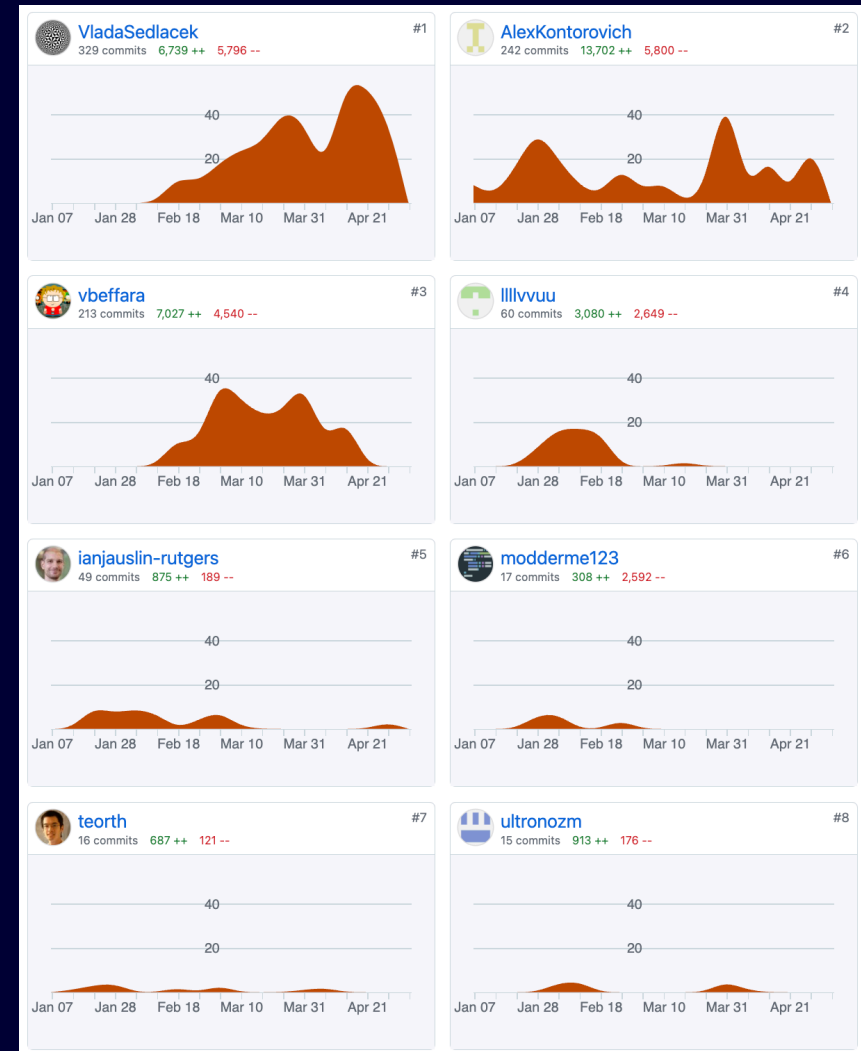 VladaSedlacek #1
329 commits 6,739 ++ 5,796 --
40
20
Jan 07 Jan 28 Feb 18 Mar 10 Mar 31 Apr 21
AlexKontorovich #2
242 commits 13,702 ++ 5,800 --
40
20
Jan 07 Jan 28 Feb 18 Mar 10 Mar 31 Apr 21
vbeffara #3
213 commits 7,027 ++ 4,540 --
40
Jan 07 Jan 28 Feb 18 Mar 10 Mar 31 Apr 21
llllvvuu #4
60 commits 3,080 ++ 2,649 --
40
20
Jan 07 Jan 28 Feb 18 Mar 10 Mar 31 Apr 21
ianjauslin-rutgers #5
49 commits 875 ++ 189 --
40
20
Jan 07 Jan 28 Feb 18 Mar 10 Mar 31 Apr 21
modderme123 #6
17 commits 308 ++ 2,592 --
40
20
Jan 07 Jan 28 Feb 18 Mar 10 Mar 31 Apr 21
teorth #7
16 commits 687 ++ 121 --
40
20
Jan 07 Jan 28 Feb 18 Mar 10 Mar 31 Apr 21
ultronozm #8
15 commits 913 ++ 176 --
40
20
Jan 07 Jan 28 Feb 18 Mar 10 Mar 31 Apr 21